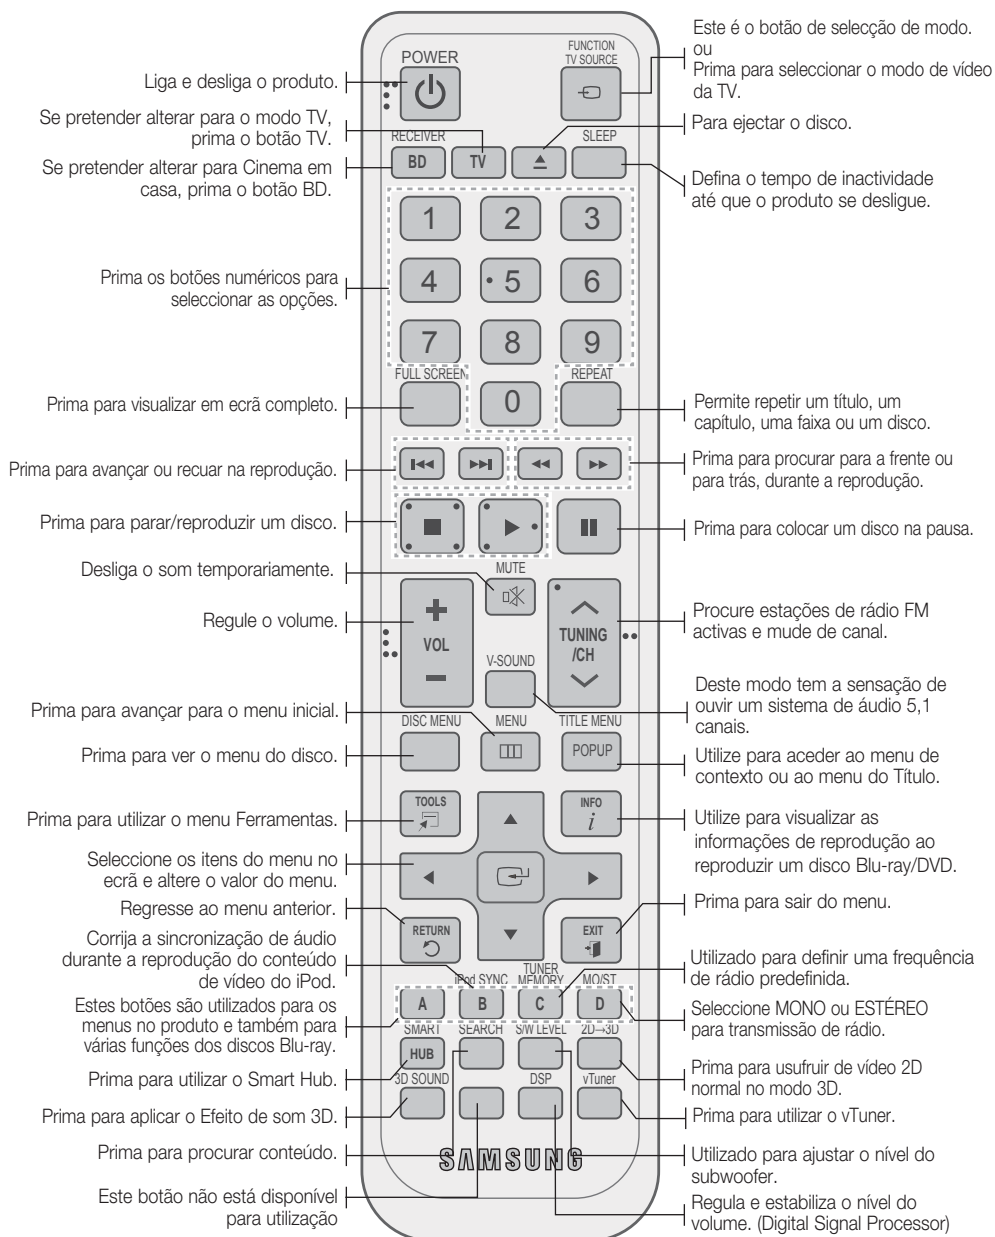 POWER
FUNCTION
TV SOURCE
Liga e desliga o produto.
Este é o botão de selecção de modo.
ou
Prima para seleccionar o modo de vídeo
da TV.
Se pretender alterar para o modo TV,
prima o botão TV.
Para ejectar o disco.
RECEIVER
SLEEP
BD
TV
Se pretender alterar para Cinema em
casa, prima o botão BD.
Defina o tempo de inactividade
até que o produto se desligue.
1 2 3
Prima os botões numéricos para
seleccionar as opções.
4 5 6
7 8 9
FULL SCREEN
REPEAT
0
Prima para visualizar em ecrã completo.
Permite repetir um título, um
capítulo, uma faixa ou um disco.
Prima para avançar ou recuar na reprodução.
Prima para procurar para a frente ou
para trás, durante a reprodução.
Prima para parar/reproduzir um disco.
Prima para colocar um disco na pausa.
Desliga o som temporariamente.
MUTE
Regule o volume.
VOL
TUNING
/CH
Procure estações de rádio FM
activas e mude de canal.
V-SOUND
Deste modo tem a sensação de
ouvir um sistema de áudio 5,1
canais.
Prima para avançar para o menu inicial.
DISC MENU
MENU
TITLE MENU
POPUP
Prima para ver o menu do disco.
Utilize para aceder ao menu de
contexto ou ao menu do Título.
TOOLS
INFO
i
Prima para utilizar o menu Ferramentas.
Utilize para visualizar as
informações de reprodução ao
reproduzir um disco Blu-ray/DVD.
Seleccione os itens do menu no
ecrã e altere o valor do menu.
Regresse ao menu anterior.
Prima para sair do menu.
RETURN
EXIT
Corrija a sincronização de áudio
durante a reprodução do conteúdo
de vídeo do iPod.
Utilizado para definir uma frequência
de rádio predefinida.
iPod SYNC
TUNER
MEMORY
MO/ST
A B C D
Estes botões são utilizados para os
menus no produto e também para
várias funções dos discos Blu-ray.
Seleccione MONO ou ESTÉREO
para transmissão de rádio.
SMART
SEARCH
S/W LEVEL
2D→3D
HUB
Prima para utilizar o Smart Hub.
Prima para usufruir de vídeo 2D
normal no modo 3D.
3D SOUND
DSP
vTuner
Prima para aplicar o Efeito de som 3D.
Prima para utilizar o vTuner.
Prima para procurar conteúdo.
SAMSUNG
Utilizado para ajustar o nível do
subwoofer.
Este botão não está disponível
para utilização
Regula e estabiliza o nível do
volume. (Digital Signal Processor)